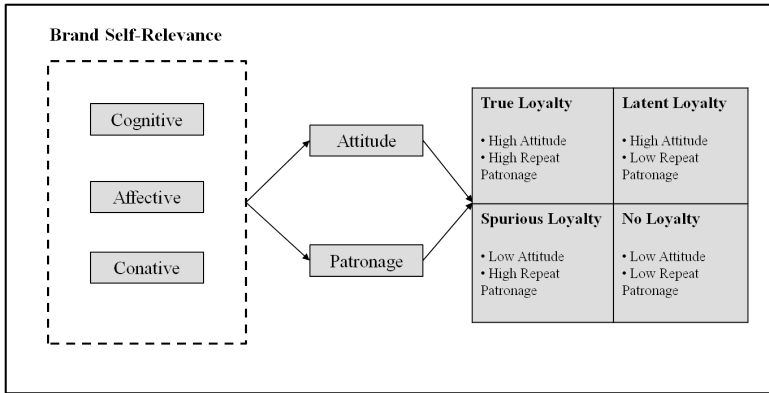 Brand Self-Relevance
Cognitive
Affective
Conative
Attitude
Patronage
True Loyalty
• High Attitude
• High Repeat
Patronage
Latent Loyalty
• High Attitude
• Low Repeat
Patronage
Spurious Loyalty
• Low Attitude
• High Repeat
Patronage
No Loyalty
• Low Attitude
• Low Repeat
Patronage